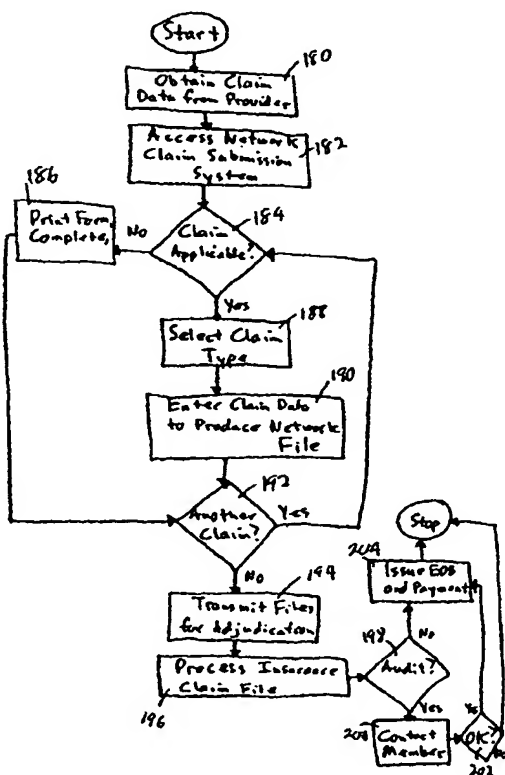 Start
180
Obtain Claim
Data from Provider
182
Access Network
Claim Submission
System
186
Print Form,
Complete,
No
184
Claim
Applicable?
Yes
188
Select Claim
Type
190
Enter Claim Data
to Produce Network
File
192
Another
Claim?
Yes
No
194
Transmit Files
for Adjudication
Process Insurance
Claim File
196
Stop
204
Issue EOB
and Payment
No
198
Audit?
Yes
Contact
Member
Yes
OK?
No
202